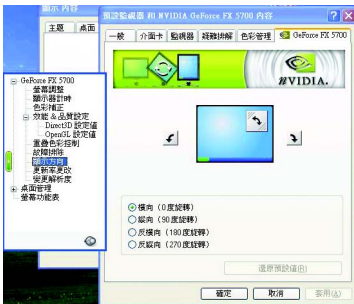 顯示 內容
主題 桌面
預設監視器 和 NVIDIA GeForce FX 5700 內容
一般 介面卡 監視器 疑難排解 色彩管理 GeForce FX 5700
NVIDIA.
GeForce FX 5700
螢幕調整
顯示器計時
色彩補正
效能 & 品質設定
Direct3D 設定值
OpenGL 設定值
重疊色彩控制
故障排除
顯示方向
更新率更改
變更解析度
桌面管理
螢幕功能表
橫向 (0度旋轉)
縱向 (90度旋轉)
反橫向 (180度旋轉)
反縱向 (270度旋轉)
還原預設值(R)
確定 取消 套用(A)